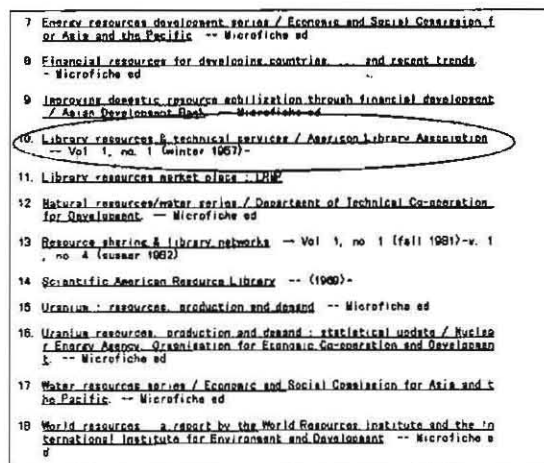 7 Energy resources development series / Economic and Social Commission f
or Asia and the Pacific -- Microfiche ed
8 Financial resources for developing countries. ... and recent trends.
- Microfiche ed
9 Improving domestic resource mobilization through financial development
/ Asian Development Bank -- Microfiche ed
10. Library resources & technical services / American Library Association
-- Vol 1, no. 1 (winter 1957)-
11. Library resources market place : LRMP
12 Natural resources/water series / Department of Technical Co-operation
for Development. -- Microfiche ed
13 Resource sharing & library networks -- Vol 1, no 1 (fall 1981)-v. 1
, no 4 (summer 1982)
14 Scientific American Resource Library -- (1969)-
15 Uranium : resources, production and demand -- Microfiche ed
16. Uranium resources, production and demand : statistical update / Nuclea
r Energy Agency, Organisation for Economic Co-operation and Developmen
t. -- Microfiche ed
17 Water resources series / Economic and Social Commission for Asia and t
he Pacific. -- Microfiche ed
18 World resources a report by the World Resources Institute and the In
ternational Institute for Environment and Development -- Microfiche e
d